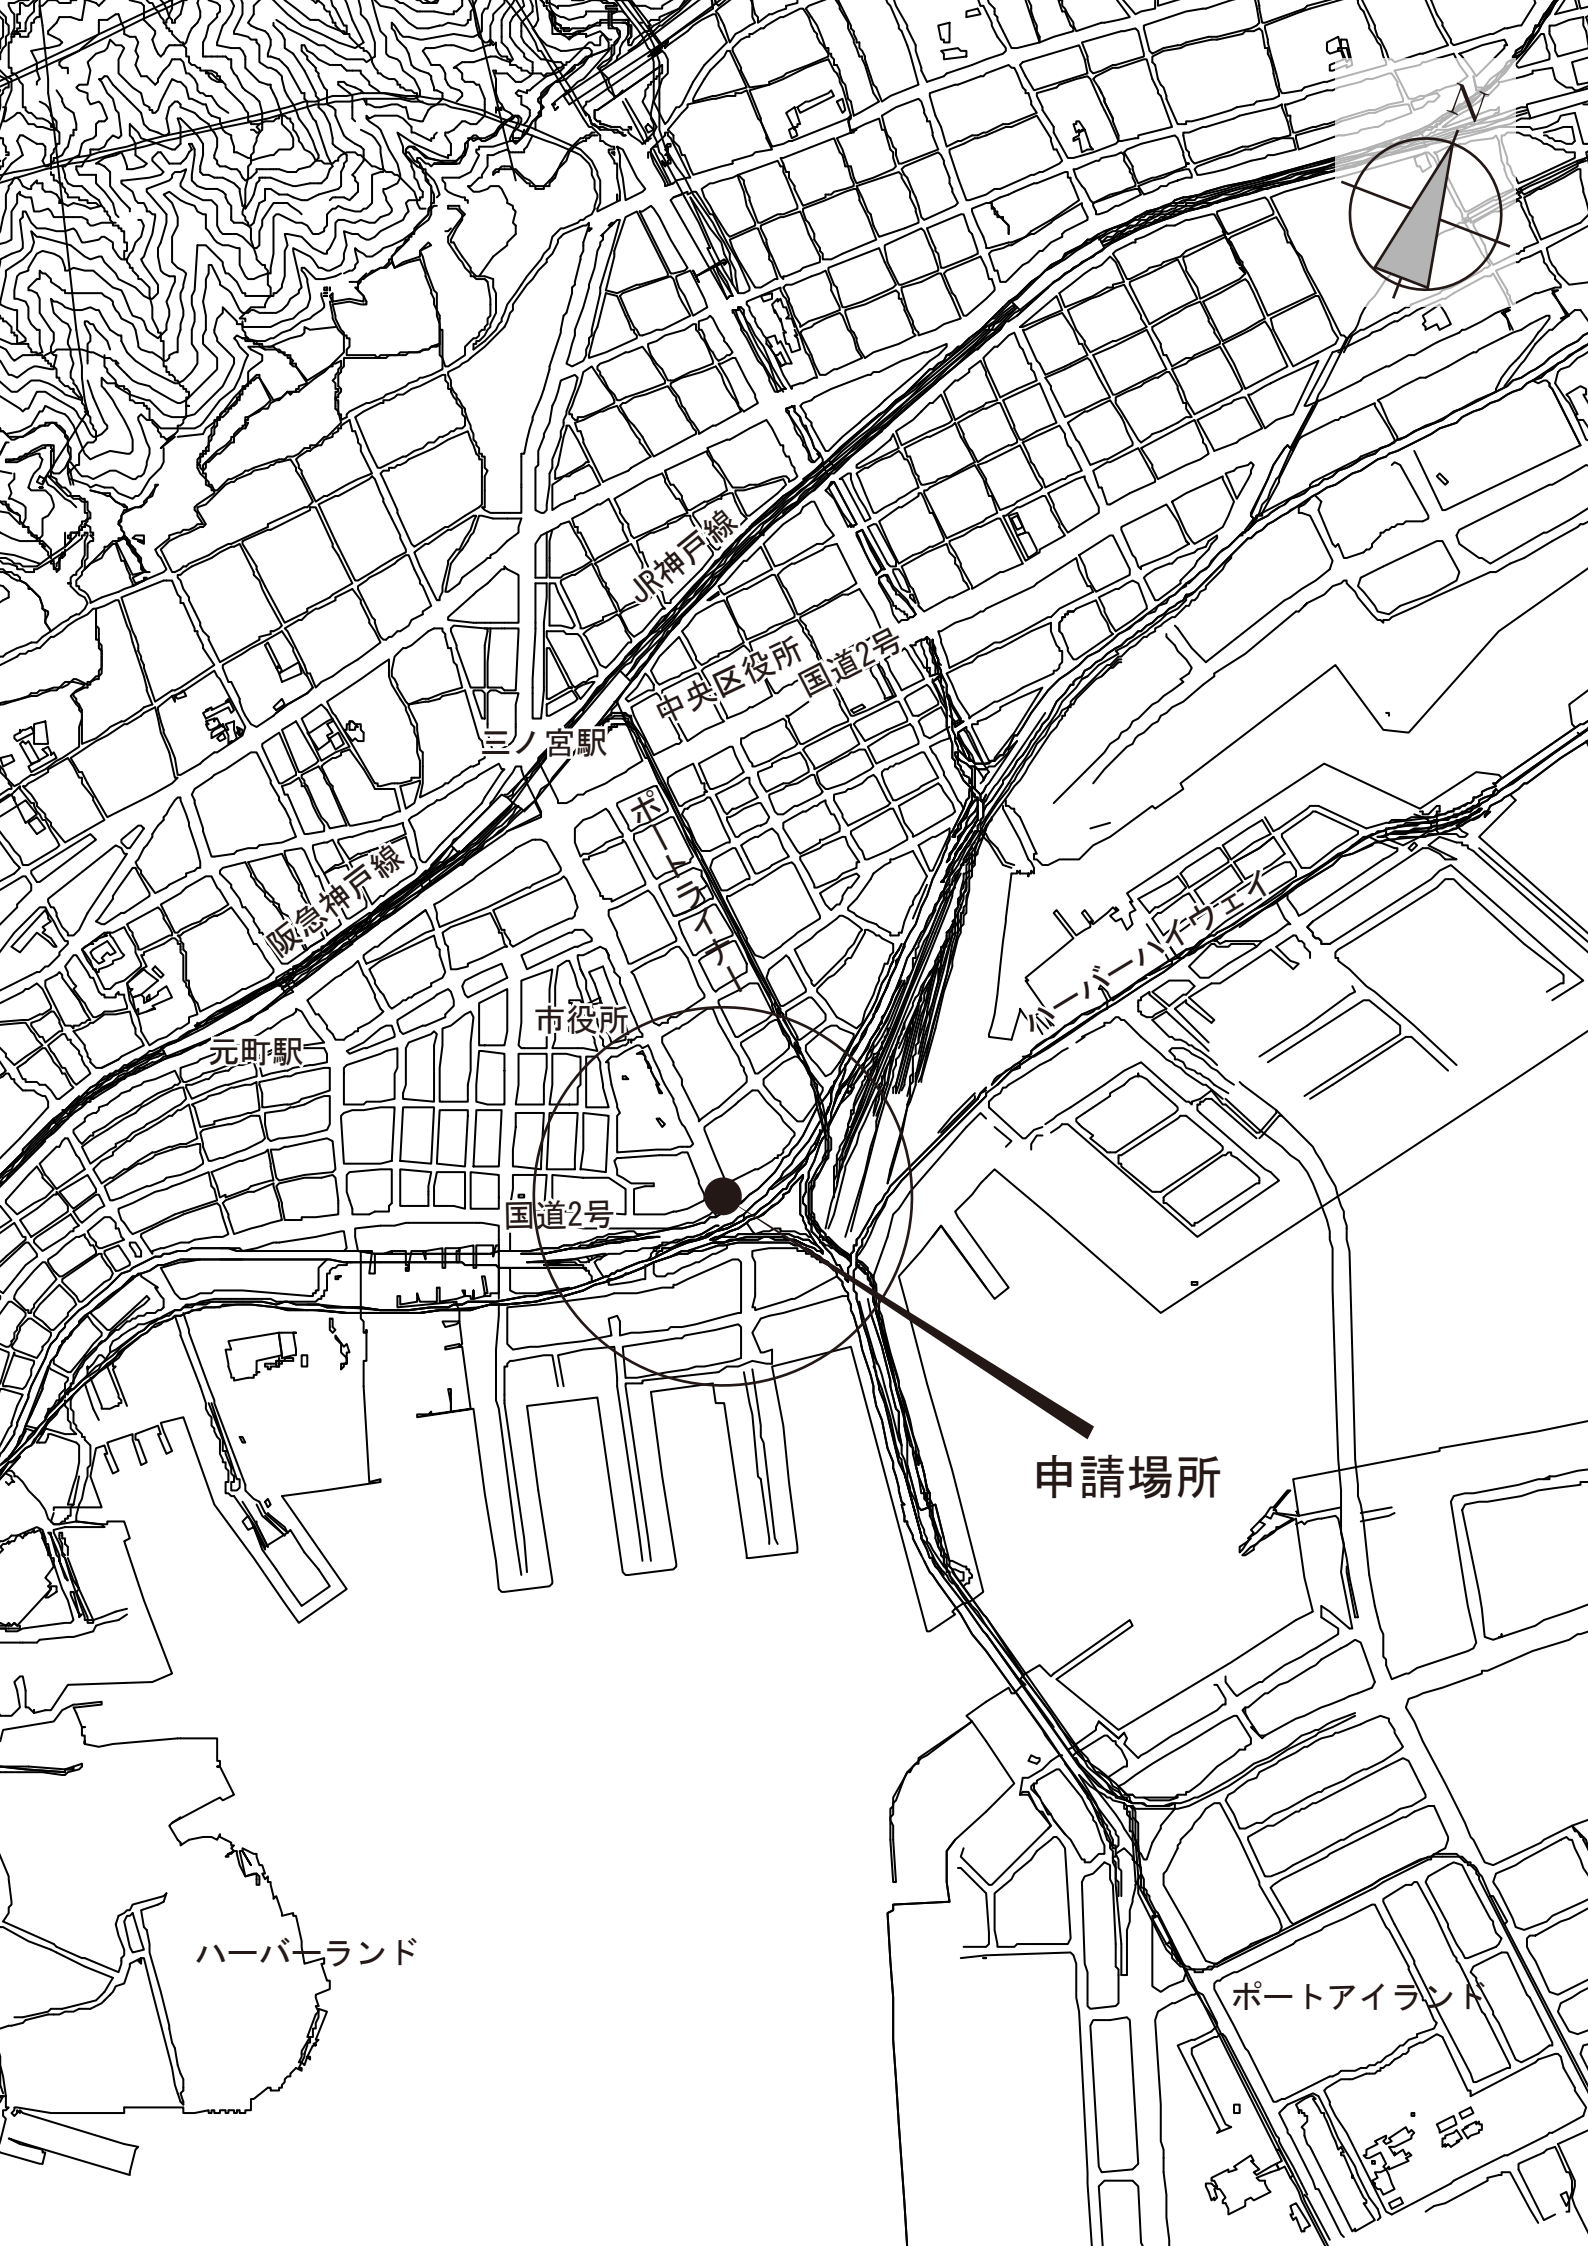 N
JR神戸線
中央区役所
国道2号
三ノ宮駅
ポートライナー
阪急神戸線
ハーバーハイウェイ
市役所
元町駅
国道2号
申請場所
ハーバーランド
ポートアイランド